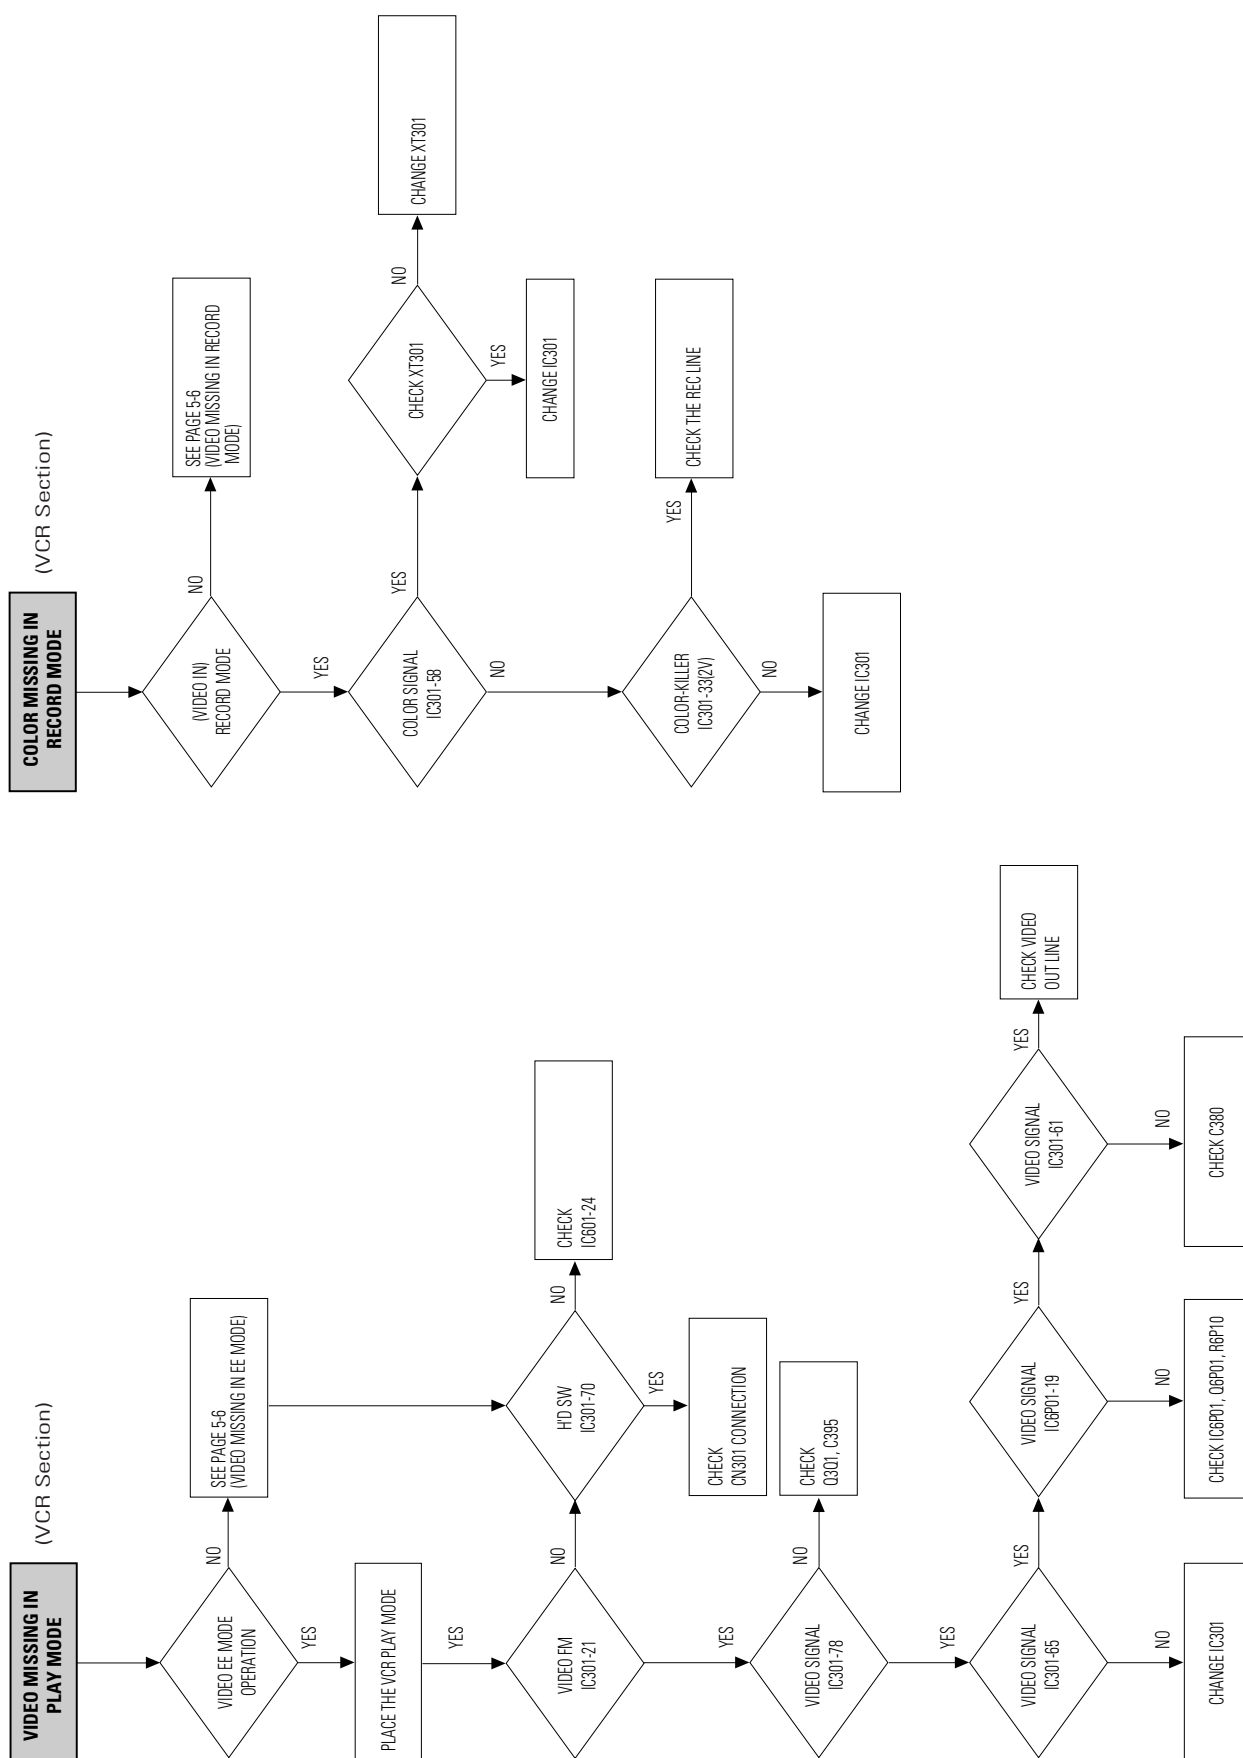 VIDEO MISSING IN
PLAY MODE
(VCR Section)
VIDEO EE MODE
OPERATION
NO
SEE PAGE 5-6
(VIDEO MISSING IN EE MODE)
YES
PLACE THE VCR PLAY MODE
YES
VIDEO FM
IC301-21
NO
H'D SW
IC301-70
NO
CHECK
IC601-24
YES
CHECK
CN301 CONNECTION
YES
VIDEO SIGNAL
IC301-78
NO
CHECK
Q3Q1, C395
YES
VIDEO SIGNAL
IC301-65
YES
VIDEO SIGNAL
IC6P01-19
YES
VIDEO SIGNAL
IC301-61
YES
CHECK VIDEO
OUT LINE
NO
CHANGE IC301
NO
CHECK IC6P01, Q6P01, R6P10
NO
CHECK C380
COLOR MISSING IN
RECORD MODE
(VCR Section)
(VIDEO IN)
RECORD MODE
NO
SEE PAGE 5-6
(VIDEO MISSING IN RECORD
MODE)
YES
COLOR SIGNAL
IC301-58
YES
CHECK XT301
NO
CHANGE XT301
YES
CHANGE IC301
NO
COLOR-KILLER
IC301-33(2V)
YES
CHECK THE REC LINE
NO
CHANGE IC301